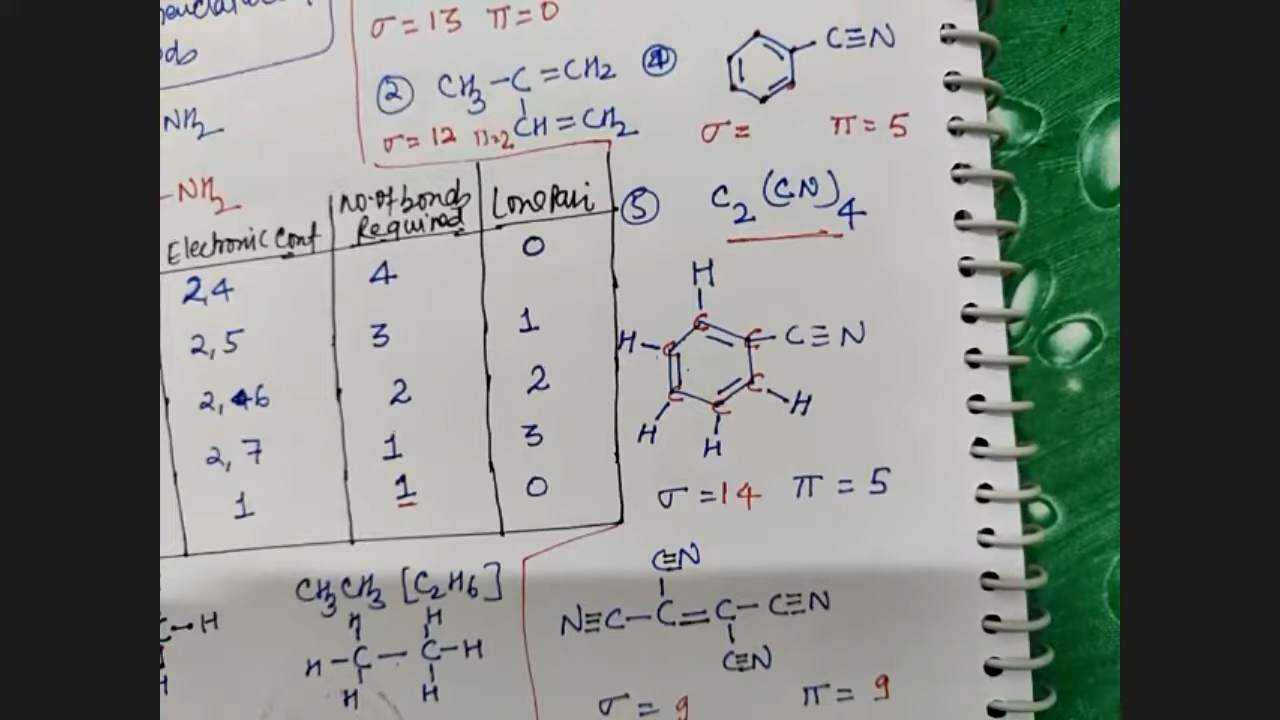 ods
NH₂
-NH₂
σ = 13 π = 0
② CH₃ - C = CH₂
CH = CH₂
σ = 12 π=2
④ C≡N
σ = π = 5
⑤ C₂(CN)₄
Electronic Conf No. of bonds Required Lone Pair
2,4 4 0
2,5 3 1
2,6 2 2
2,7 1 3
1 1 0
H
H - C C C - C≡N
C C
H C H
H
σ = 14 π = 5
CH₃CH₃ [C₂H₆]
H H
H - C - C - H
H H
C - H
H
C≡N
N≡C - C = C - C≡N
C≡N
σ = 9 π = 9